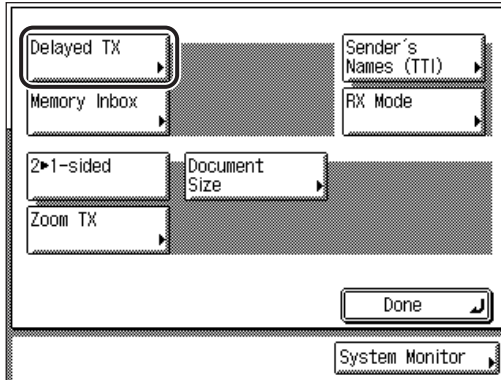 Delayed TX
Sender´s
Names (TTI)
Memory Inbox
RX Mode
2▸1-sided
Document
Size
Zoom TX
Done
System Monitor